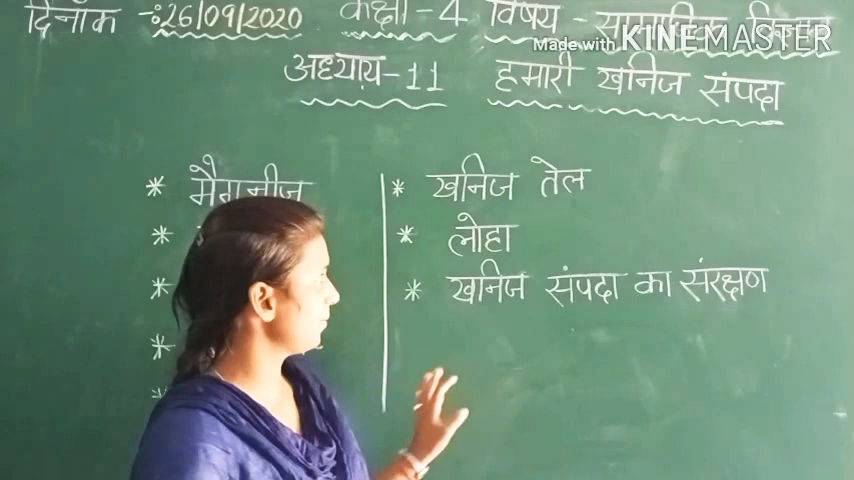 दिनाँक -: 26/09/2020 कक्षा - 4 विषय - सामाजिक विज्ञान
Made with KINEMASTER
अध्याय - 11 हमारी खनिज संपदा
* मैगनीज * खनिज तेल
* * लोहा
* * खनिज संपदा का संरक्षण
*
*